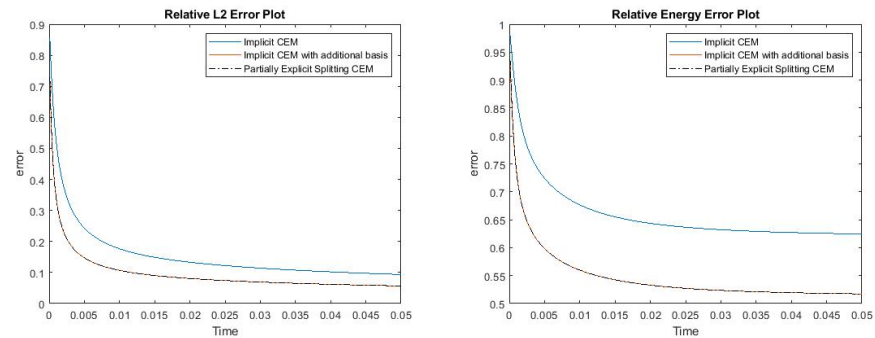 Relative L2 Error Plot
0.9
0.8
0.7
0.6
0.5
0.4
0.3
0.2
0.1
0
error
Implicit CEM
Implicit CEM with additional basis
Partially Explicit Splitting CEM
0 0.005 0.01 0.015 0.02 0.025 0.03 0.035 0.04 0.045 0.05
Time
Relative Energy Error Plot
1
0.95
0.9
0.85
0.8
0.75
0.7
0.65
0.6
0.55
0.5
error
Implicit CEM
Implicit CEM with additional basis
Partially Explicit Splitting CEM
0 0.005 0.01 0.015 0.02 0.025 0.03 0.035 0.04 0.045 0.05
Time